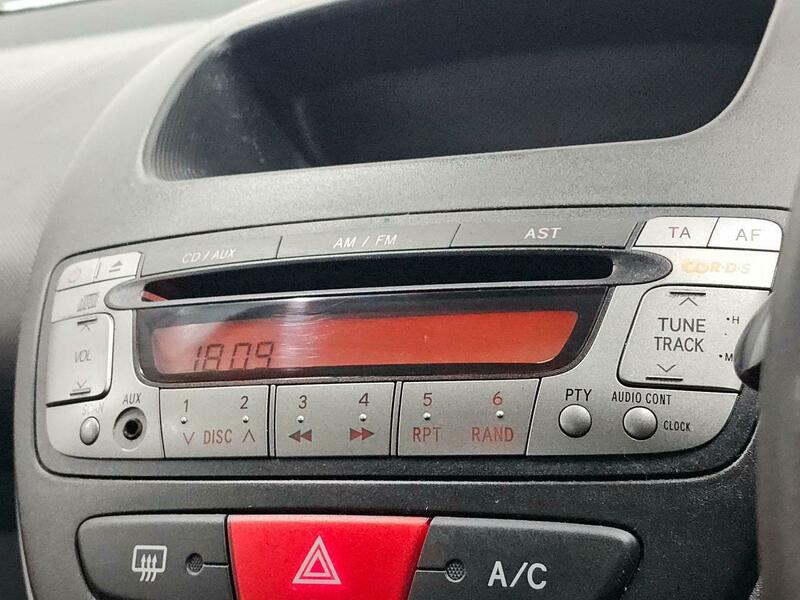 CD / AUX
AM / FM
AST
TA
AF
R·D·S
18:09
VOL
TUNE
TRACK
•H
•M
SCAN
AUX
1
2
3
4
5
6
DISC
RPT
RAND
PTY
AUDIO CONT
CLOCK
A/C